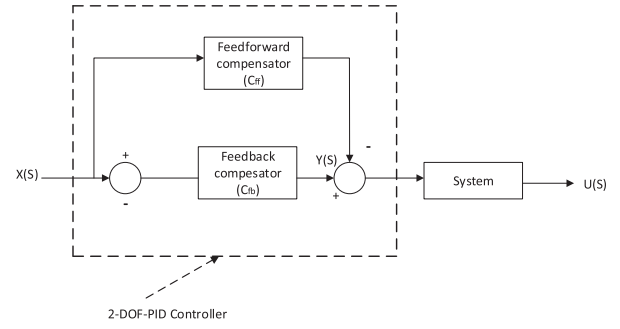 Feedforward
compensator
(Cff)
X(S)
+
-
Feedback
compesator
(Cfb)
Y(S)
-
+
System
U(S)
2-DOF-PID Controller